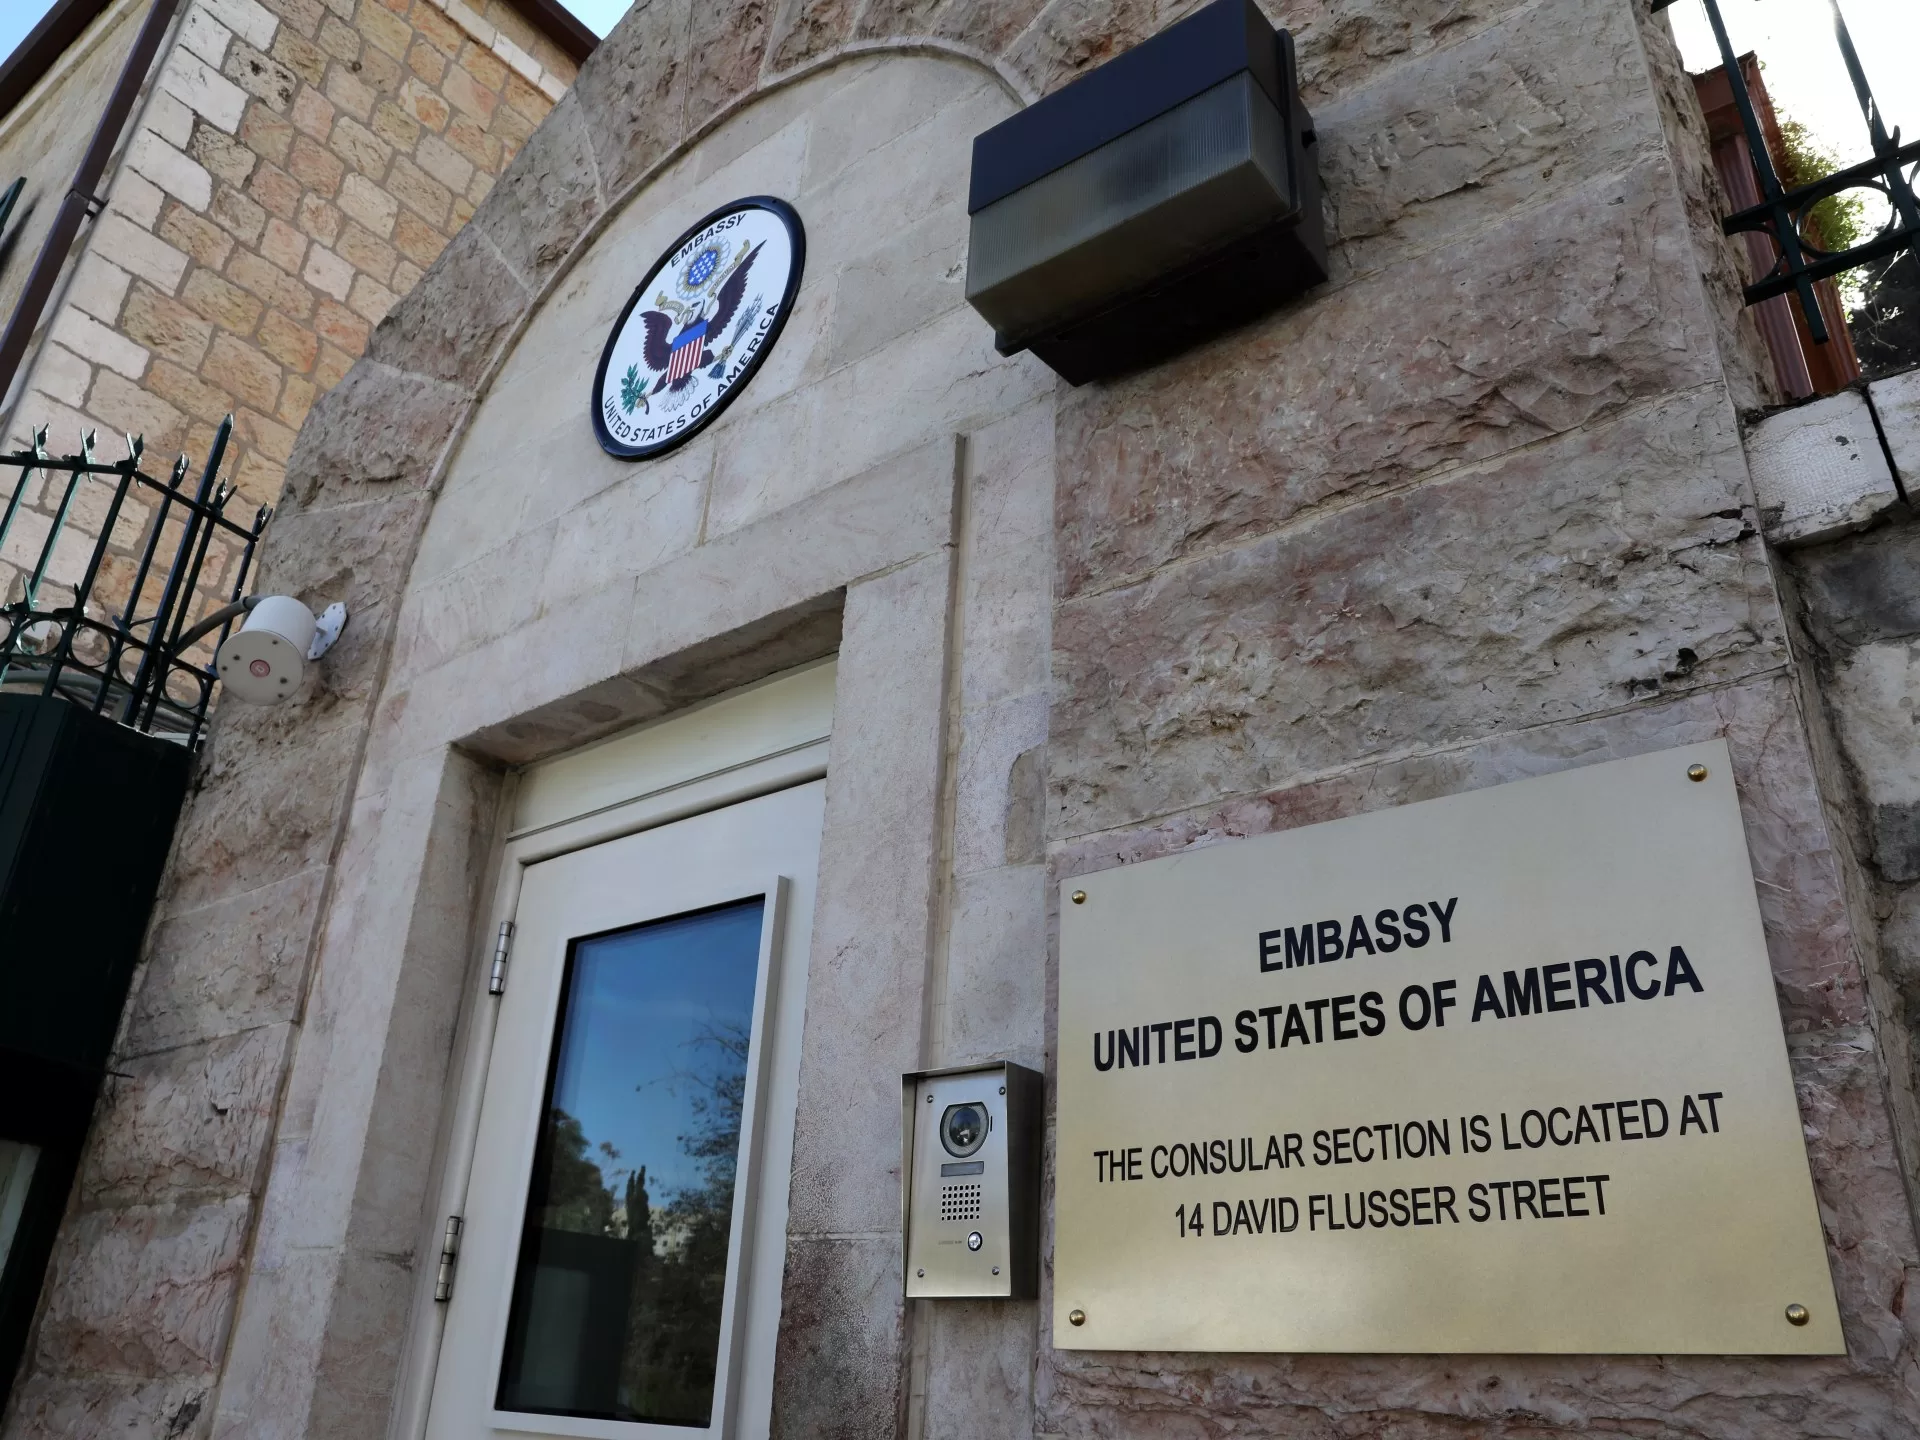 EMBASSY
UNITED STATES OF AMERICA
EMBASSY
UNITED STATES OF AMERICA
THE CONSULAR SECTION IS LOCATED AT
14 DAVID FLUSSER STREET